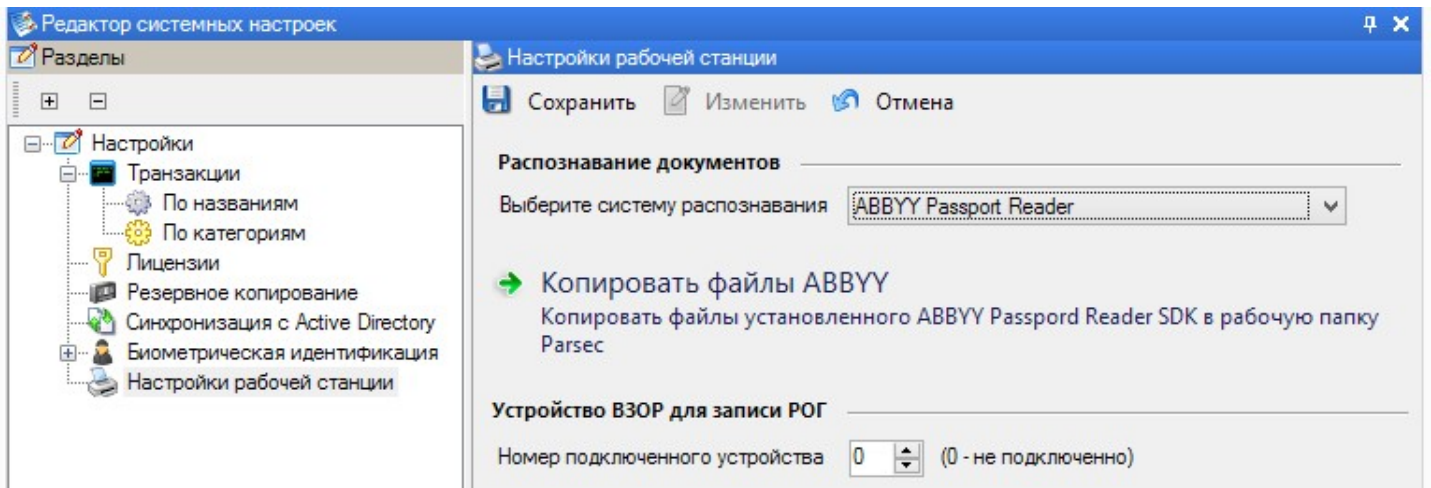 Редактор системных настроек
Разделы
Настройки
Транзакции
По названиям
По категориям
Лицензии
Резервное копирование
Синхронизация с Active Directory
Биометрическая идентификация
Настройки рабочей станции
Настройки рабочей станции
Сохранить Изменить Отмена
Распознавание документов
Выберите систему распознавания ABBYY Passport Reader
Копировать файлы ABBYY
Копировать файлы установленного ABBYY Passpord Reader SDK в рабочую папку
Parsec
Устройство ВЗОР для записи РОГ
Номер подключенного устройства 0 (0 - не подключенно)